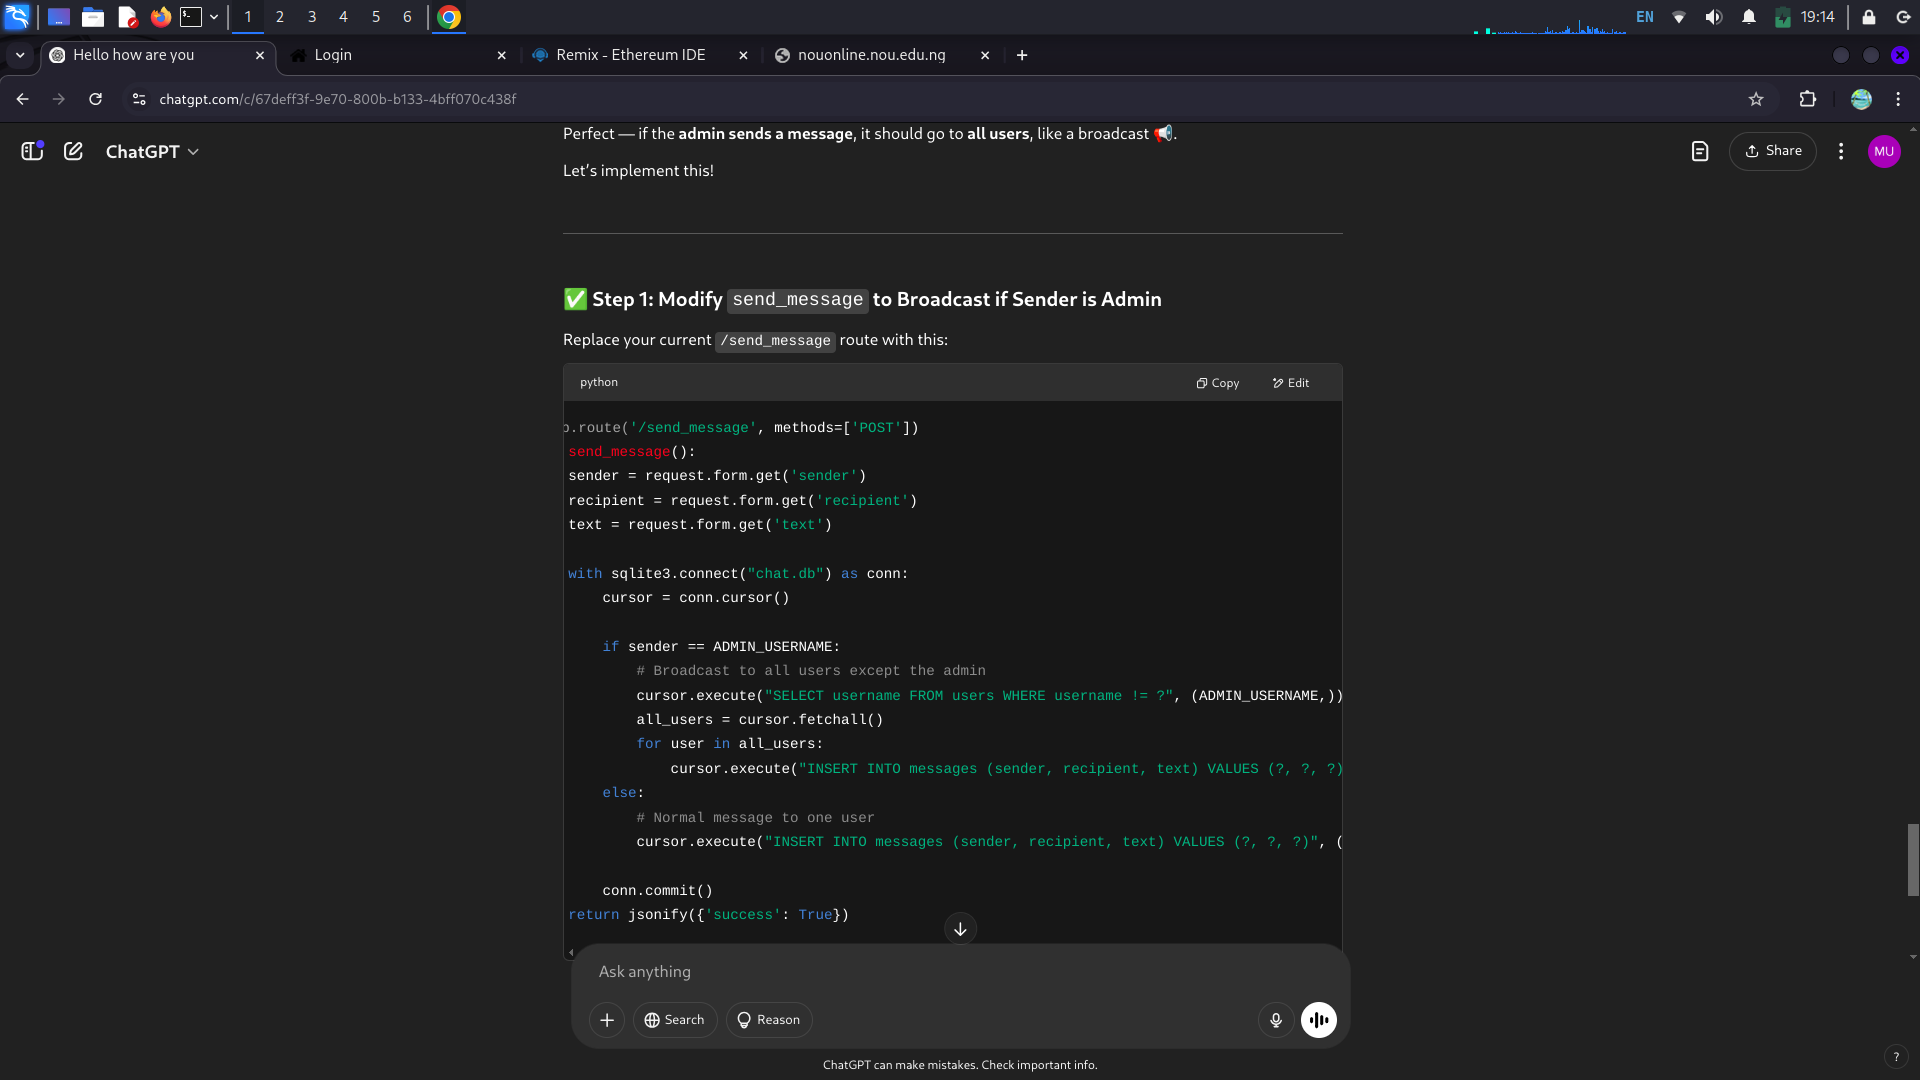 1 2 3 4 5 6 EN 19:14
Hello how are you Login Remix - Ethereum IDE nouonline.nou.edu.ng
chatgpt.com/c/67deff3f-9e70-800b-b133-4bff070c438f
ChatGPT Share MU
Perfect — if the admin sends a message, it should go to all users, like a broadcast 📢.
Let's implement this!
✅ Step 1: Modify send_message to Broadcast if Sender is Admin
Replace your current /send_message route with this:
python Copy Edit
p.route('/send_message', methods=['POST'])
send_message():
sender = request.form.get('sender')
recipient = request.form.get('recipient')
text = request.form.get('text')
with sqlite3.connect("chat.db") as conn:
cursor = conn.cursor()
if sender == ADMIN_USERNAME:
# Broadcast to all users except the admin
cursor.execute("SELECT username FROM users WHERE username != ?", (ADMIN_USERNAME,))
all_users = cursor.fetchall()
for user in all_users:
cursor.execute("INSERT INTO messages (sender, recipient, text) VALUES (?, ?, ?)
else:
# Normal message to one user
cursor.execute("INSERT INTO messages (sender, recipient, text) VALUES (?, ?, ?)", (
conn.commit()
return jsonify({'success': True})
Ask anything
Search Reason
ChatGPT can make mistakes. Check important info.
?